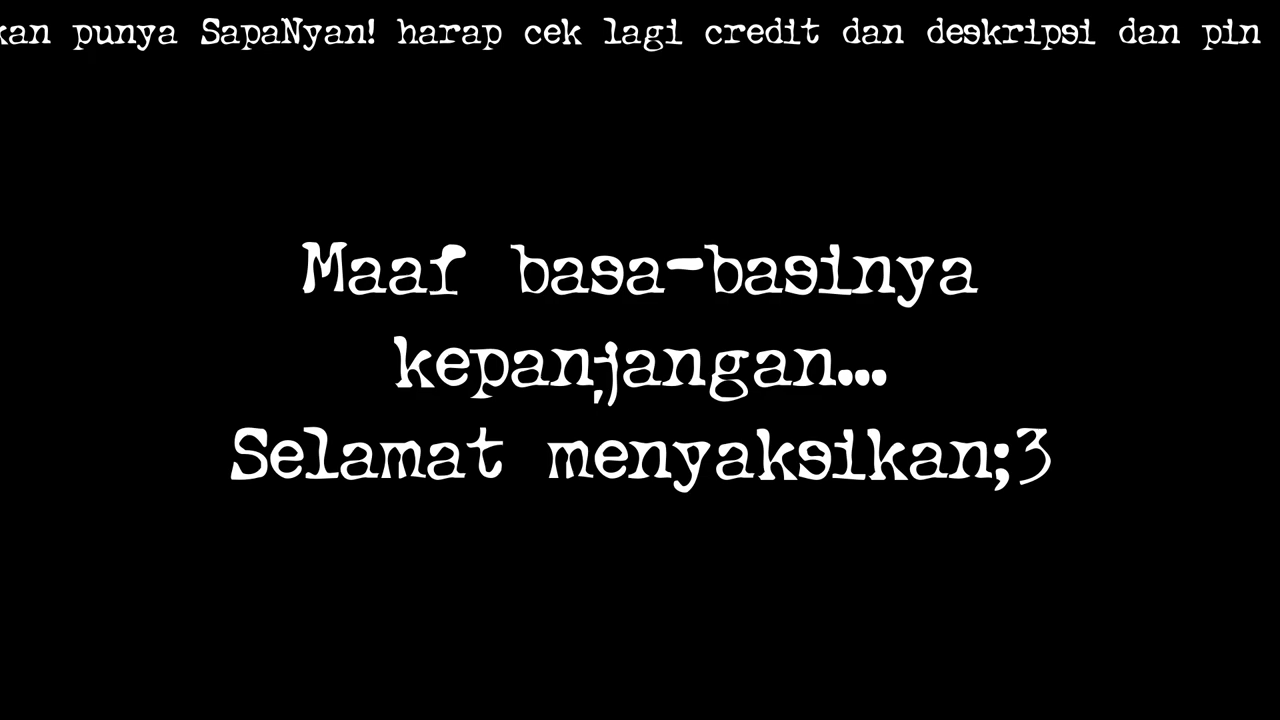 kan punya SapaNyan! harap cek lagi credit dan deskripsi dan pin
Maaf basa-basinya
kepanjangan...
Selamat menyaksikan;3